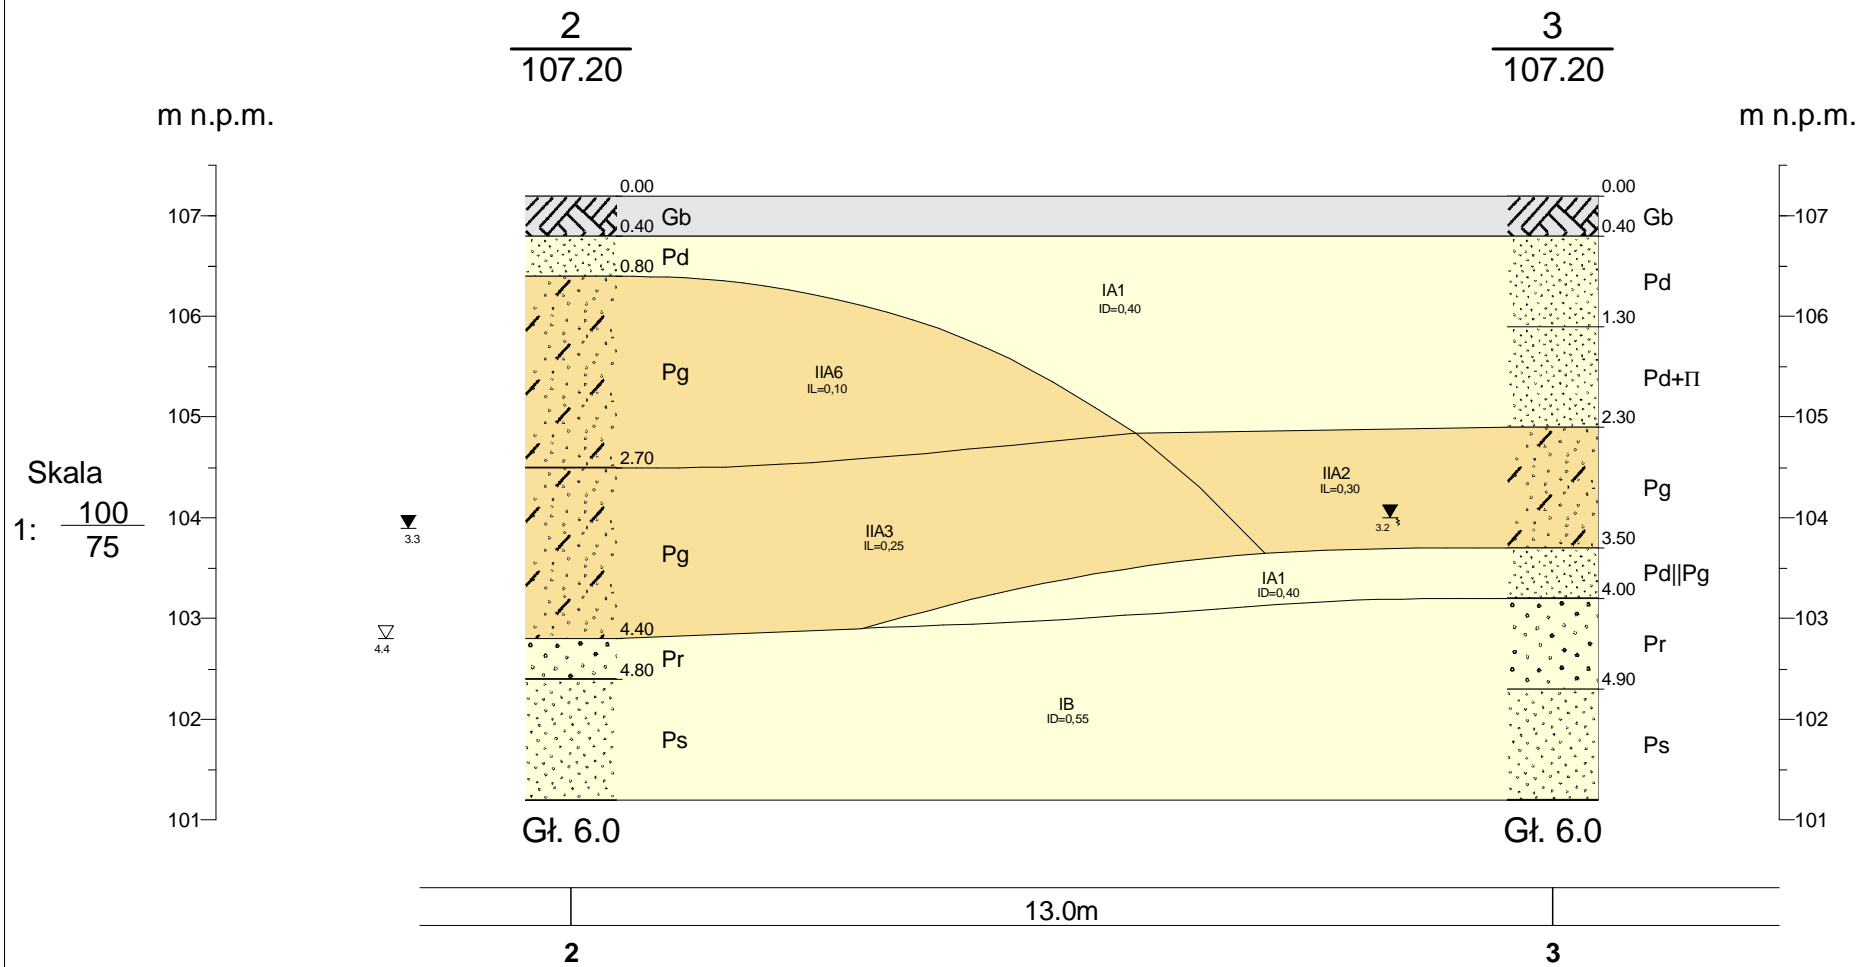 2
107.20
3
107.20
m n.p.m.
m n.p.m.
0.00
0.00
107
Gb
Gb
107
0.40
0.40
Pd
0.80
IA1
ID=0,40
Pd
106
1.30
106
Pg
IIA6
IL=0,10
Pd+Π
105
2.30
105
2.70
Skala
1: 100
75
IIA2
IL=0,30
Pg
104
3.3
3.2
104
IIA3
IL=0,25
3.50
Pg
IA1
ID=0,40
Pd||Pg
4.00
103
4.4
4.40
103
Pr
Pr
4.80
4.90
102
IB
ID=0,55
102
Ps
Ps
101
101
Gł. 6.0
Gł. 6.0
13.0m
2
3